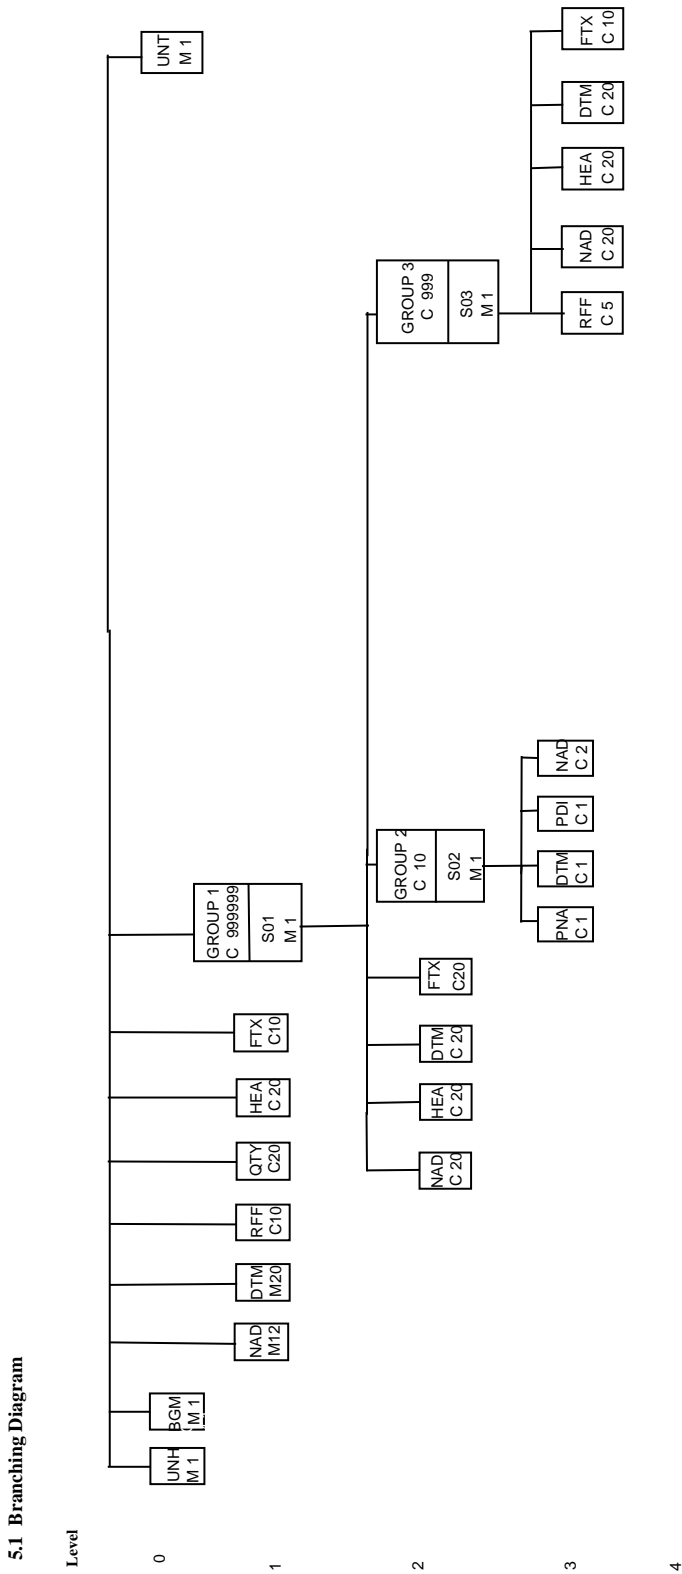 5.1 Branching Diagram
Level
0
UNH
M 1
BGM
M 1
UNT
M 1
1
NAD
M12
DTM
M20
RFF
C10
QTY
C20
HEA
C 20
FTX
C10
GROUP 1
C 999999
S01
M 1
2
NAD
C 20
HEA
C 20
DTM
C 20
FTX
C20
GROUP 2
C 10
S02
M 1
GROUP 3
C 999
S03
M 1
3
PNA
C 1
DTM
C 1
PDI
C 1
NAD
C 2
RFF
C 5
NAD
C 20
HEA
C 20
DTM
C 20
FTX
C 10
4